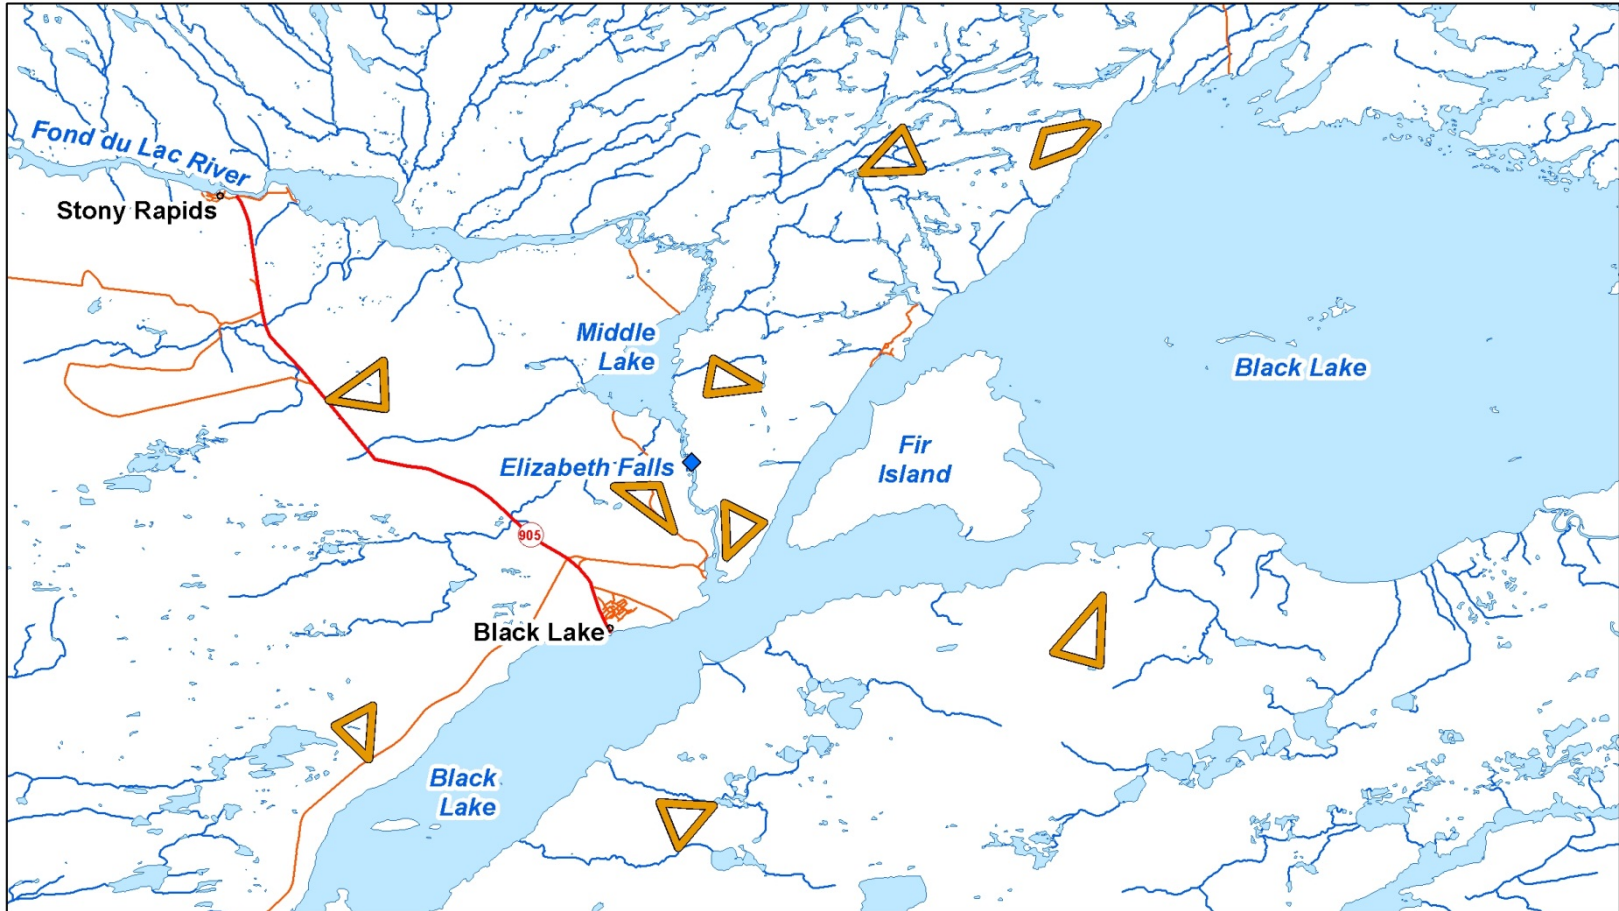 Fond du Lac River
Stony Rapids
Middle
Lake
Black Lake
Fir
Island
Elizabeth Falls
905
Black Lake
Black
Lake